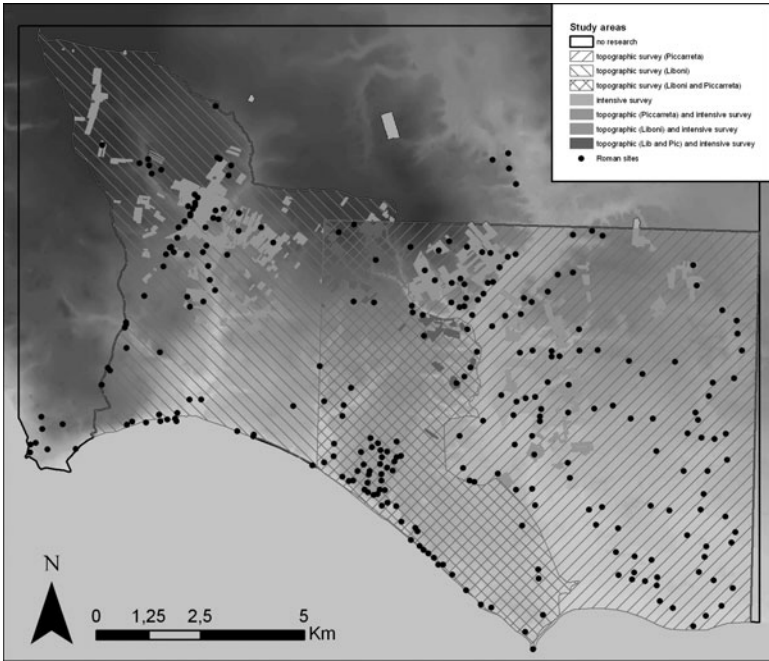 Study areas
no research
topographic survey (Piccarreta)
topographic survey (Liboni)
topographic survey (Liboni and Piccarreta)
intensive survey
topographic (Piccarreta) and intensive survey
topographic (Liboni) and intensive survey
topographic (Lib and Pic) and intensive survey
Roman sites
N
0 1,25 2,5 5
Km